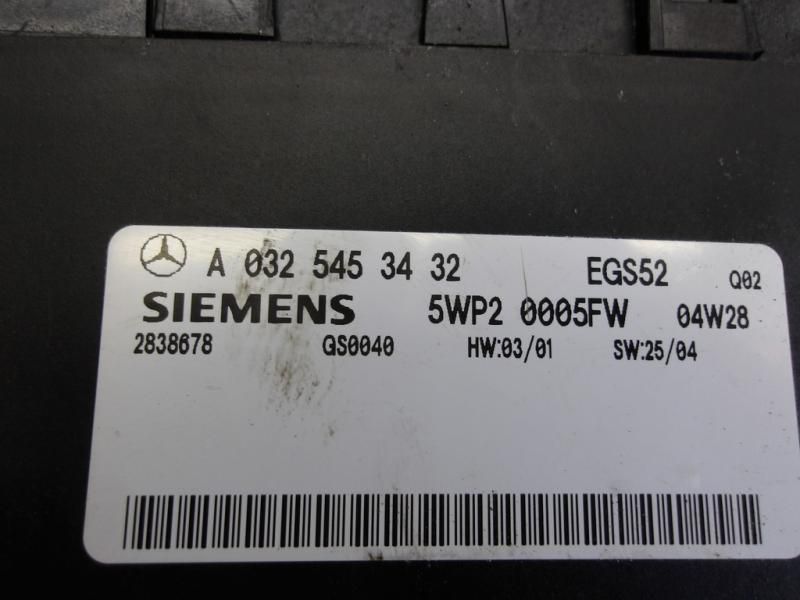 A 032 545 34 32 EGS52 Q02
SIEMENS 5WP2 0005FW 04W28
2838678 QS0040 HW:03/01 SW:25/04